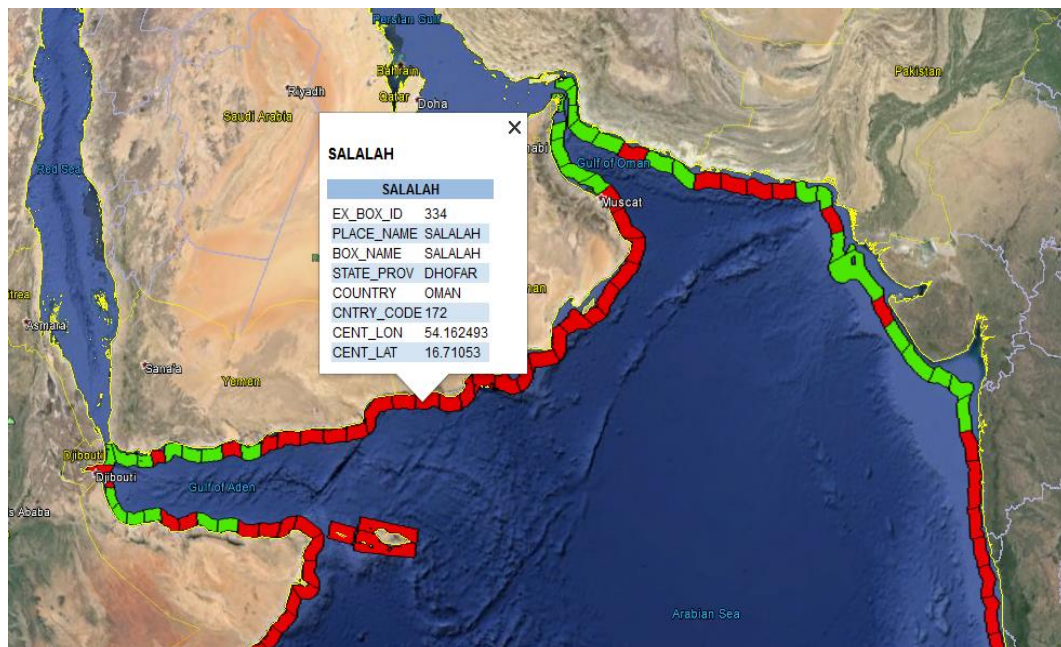 Persian Gulf
Bahrain
Pakistan
Riyadh
Qatar
Doha
Saudi Arabia
SALALAH
Gulf of Oman
Red Sea
SALALAH
Muscat
EX_BOX_ID 334
PLACE_NAME SALALAH
BOX_NAME SALALAH
STATE_PROV DHOFAR
COUNTRY OMAN
CNTRY_CODE 172
CENT_LON 54.162493
CENT_LAT 16.71053
Asmara
Sana'a
Yemen
Djibouti
Djibouti
Gulf of Aden
s Ababa
Arabian Sea